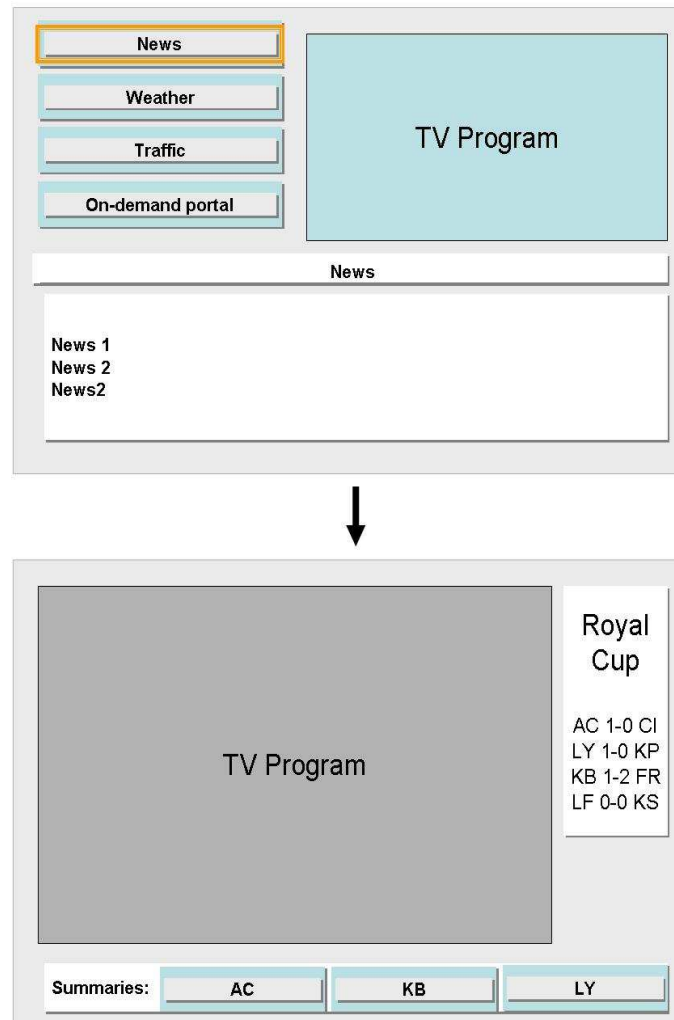 News
Weather
Traffic
On-demand portal
TV Program
News
News 1
News 2
News2
TV Program
Royal
Cup
AC 1-0 CI
LY 1-0 KP
KB 1-2 FR
LF 0-0 KS
Summaries:
AC
KB
LY